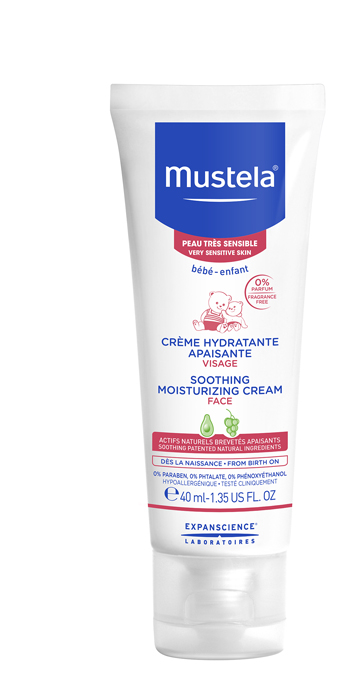 Mustela®
PEAU TRÈS SENSIBLE
VERY SENSITIVE SKIN
bébé-enfant
0%
PARFUM
FRAGRANCE
FREE
CRÈME HYDRATANTE
APAISANTE
VISAGE
SOOTHING
MOISTURIZING CREAM
FACE
ACTIFS NATURELS BREVETÉS APAISANTS
SOOTHING PATENTED NATURAL INGREDIENTS
DÈS LA NAISSANCE • FROM BIRTH ON
0% PARABEN, 0% PHTALATE, 0% PHÉNOXYÉTHANOL
HYPOALLERGÉNIQUE • TESTÉ CLINIQUEMENT
℮ 40 ml-1.35 US FL. OZ
EXPANSCIENCE®
LABORATOIRES